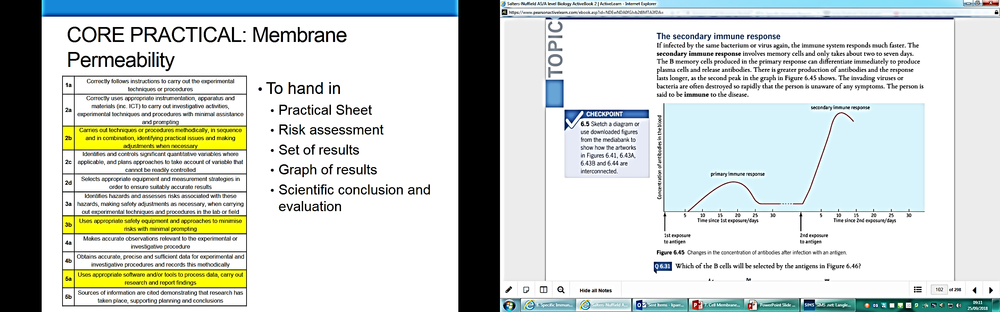 CORE PRACTICAL: Membrane
Permeability
1a Correctly follows instructions to carry out the experimental
techniques or procedures
2a Correctly uses appropriate instrumentation, apparatus and
materials (inc. ICT) to carry out investigative activities,
experimental techniques and procedures with minimal assistance
and prompting
2b Carries out techniques or procedures methodically, in sequence
and in combination, identifying practical issues and making
adjustments when necessary
2c Identifies and controls significant quantitative variables where
applicable, and plans approaches to take account of variable that
cannot be readily controlled
2d Selects appropriate equipment and measurement strategies in
order to ensure suitably accurate results
3a Identifies hazards and assesses risks associated with these
hazards, making safety adjustments as necessary, when carrying
out experimental techniques and procedures in the lab or field
3b Uses appropriate safety equipment and approaches to minimise
risks with minimal prompting
4a Makes accurate observations relevant to the experimental or
investigative procedure
4b Obtains accurate, precise and sufficient data for experimental and
investigative procedures and records this methodically
5a Uses appropriate software and/or tools to process data, carry out
research and report findings
5b Sources of information are cited demonstrating that research has
taken place, supporting planning and conclusions
• To hand in
• Practical Sheet
• Risk assessment
• Set of results
• Graph of results
• Scientific conclusion and
evaluation
Salters-Nuffield AS/A level Biology ActiveBook 2 | ActiveLearn - Internet Explorer
AL https://www.pearsonactivelearn.com/ebook.asp?id=NDEwNDA0fGJvb2t8MTA3fDA=
TOPIC
The secondary immune response
If infected by the same bacterium or virus again, the immune system responds much faster. The
secondary immune response involves memory cells and only takes about two to seven days.
The B memory cells produced in the primary response can differentiate immediately to produce
plasma cells and release antibodies. There is greater production of antibodies and the response
lasts longer, as the second peak in the graph in Figure 6.45 shows. The invading viruses or
bacteria are often destroyed so rapidly that the person is unaware of any symptoms. The person is
said to be immune to the disease.
CHECKPOINT
6.5 Sketch a diagram or
use downloaded figures
from the mediabank to
show how the artworks
in Figures 6.41, 6.43A,
6.43B and 6.44 are
interconnected.
Concentration of antibodies in the blood
secondary immune response
primary immune response
5 10 15 20 25 30 5 10 15 20 25 30
Time since 1st exposure/days Time since 2nd exposure/days
1st exposure
to antigen
2nd exposure
to antigen
Figure 6.45 Changes in the concentration of antibodies after infection with an antigen.
Q 6.31 Which of the B cells will be selected by the antigens in Figure 6.46?
Hide all Notes
102 of 298
8. Specific Immun...
Salters-Nuffield A...
Sent Items - kparr...
7. Cell Membrane...
PowerPoint Slide ...
SIMS SIMS .net: Langle...
09:11
25/09/2018